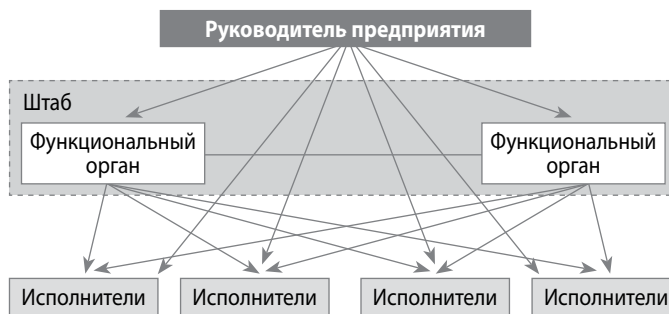 Руководитель предприятия
Штаб
Функциональный
орган
Функциональный
орган
Исполнители
Исполнители
Исполнители
Исполнители